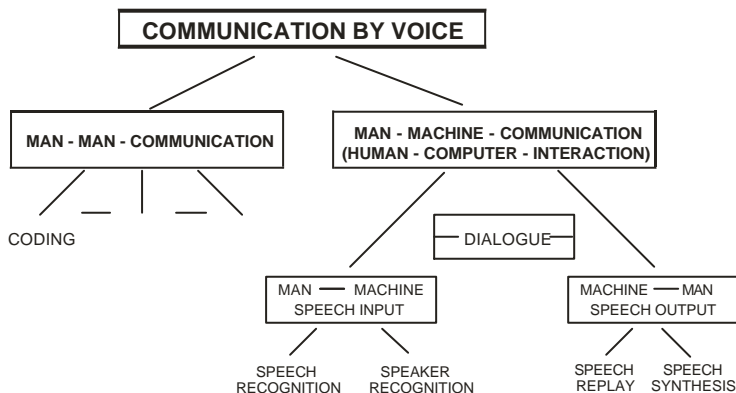 COMMUNICATION BY VOICE
MAN - MAN - COMMUNICATION
MAN - MACHINE - COMMUNICATION
(HUMAN - COMPUTER - INTERACTION)
CODING
DIALOGUE
MAN — MACHINE
SPEECH INPUT
MACHINE — MAN
SPEECH OUTPUT
SPEECH
RECOGNITION
SPEAKER
RECOGNITION
SPEECH
REPLAY
SPEECH
SYNTHESIS